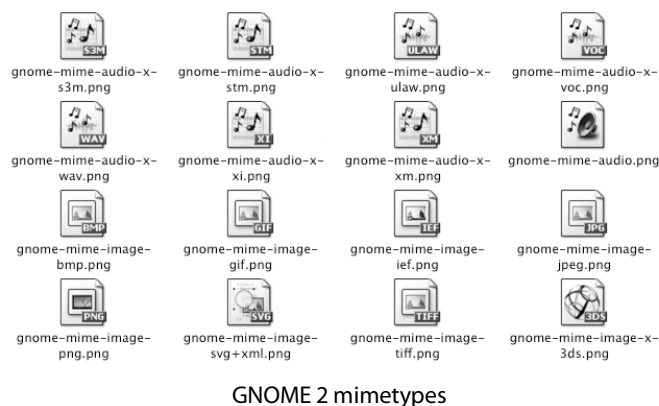 S3M STM ULAW VOC
gnome-mime-audio-x- gnome-mime-audio-x- gnome-mime-audio-x- gnome-mime-audio-x-
s3m.png stm.png ulaw.png voc.png
WAV XI XM
gnome-mime-audio-x- gnome-mime-audio-x- gnome-mime-audio-x- gnome-mime-audio.png
wav.png xi.png xm.png
BMP GIF IEF JPG
gnome-mime-image- gnome-mime-image- gnome-mime-image- gnome-mime-image-
bmp.png gif.png ief.png jpeg.png
PNG SVG TIFF 3DS
gnome-mime-image- gnome-mime-image- gnome-mime-image- gnome-mime-image-x-
png.png svg+xml.png tiff.png 3ds.png
GNOME 2 mimetypes